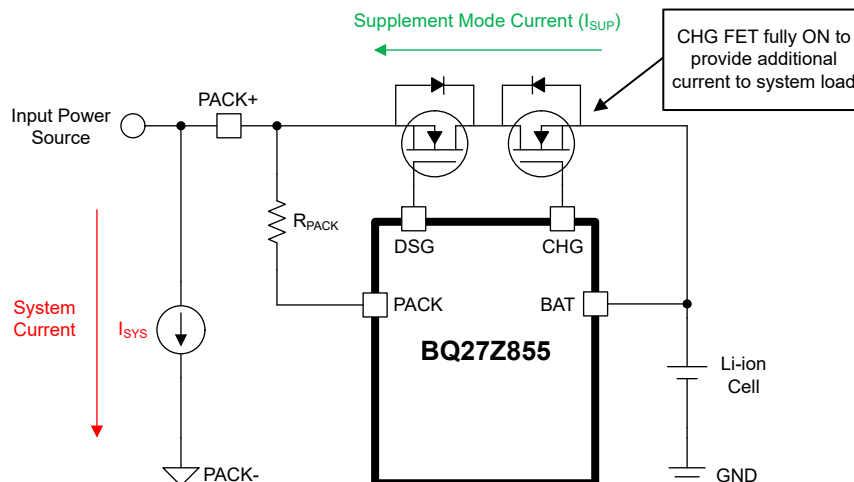 Supplement Mode Current (ISUP)
CHG FET fully ON to
provide additional
current to system load
PACK+
Input Power
Source
RPACK
DSG
CHG
System
Current
ISYS
PACK
BAT
BQ27Z855
Li-ion
Cell
PACK-
GND